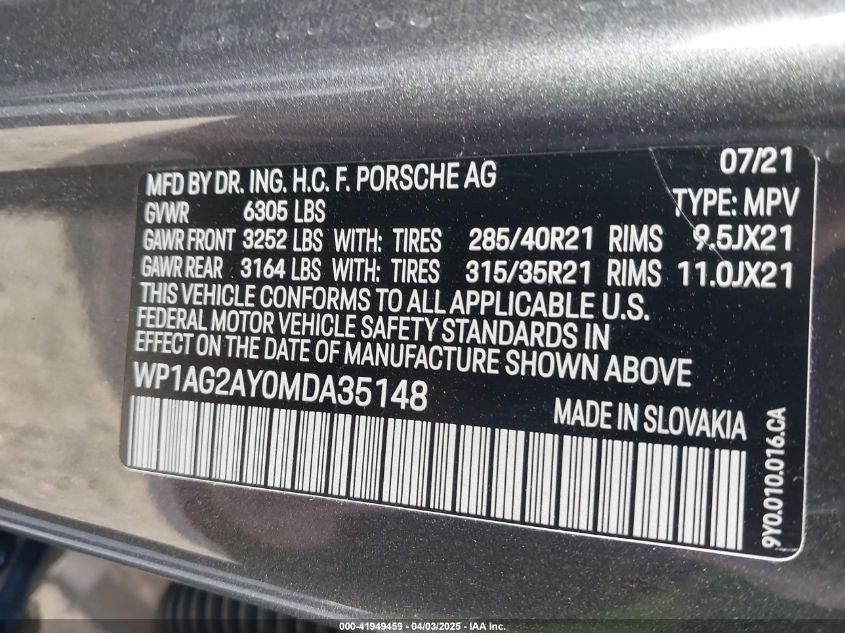 MFD BY DR. ING. H.C. F. PORSCHE AG 07/21
GVWR 6305 LBS TYPE: MPV
GAWR FRONT 3252 LBS WITH: TIRES 285/40R21 RIMS 9.5JX21
GAWR REAR 3164 LBS WITH: TIRES 315/35R21 RIMS 11.0JX21
THIS VEHICLE CONFORMS TO ALL APPLICABLE U.S.
FEDERAL MOTOR VEHICLE SAFETY STANDARDS IN
EFFECT ON THE DATE OF MANUFACTURE SHOWN ABOVE
WP1AG2AY0MDA35148
MADE IN SLOVAKIA
9Y0.010.016.CA
000-41949459 - 04/03/2025 - IAA Inc.